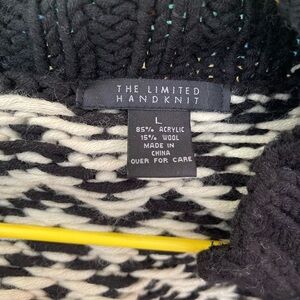 THE LIMITED
HANDKNIT
L
85% ACRYLIC
15% WOOL
MADE IN
CHINA
OVER FOR CARE